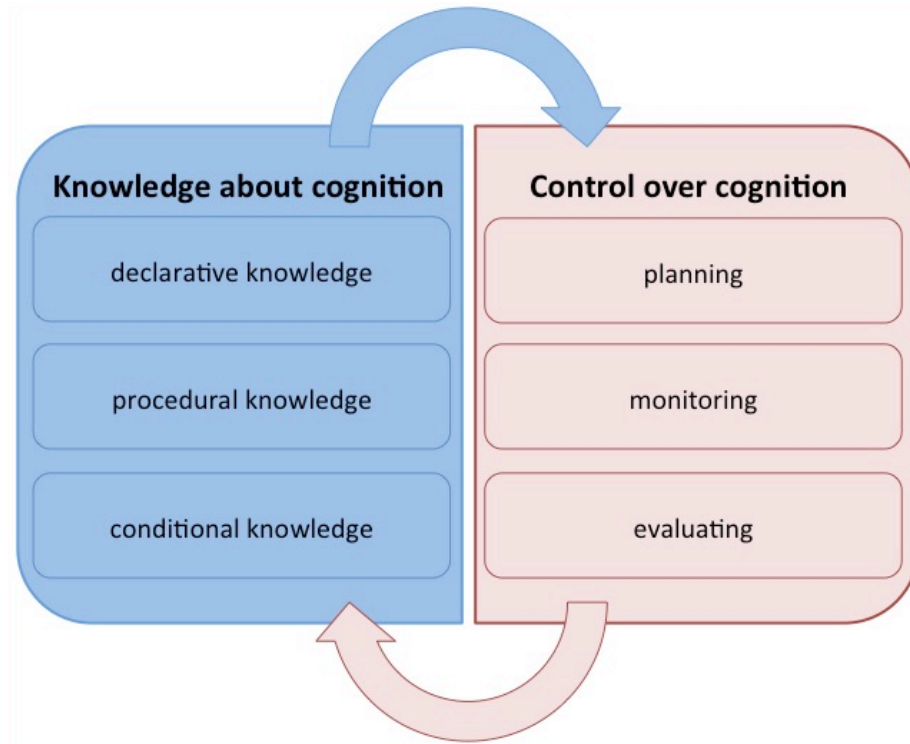 Knowledge about cognition
declarative knowledge
procedural knowledge
conditional knowledge
Control over cognition
planning
monitoring
evaluating